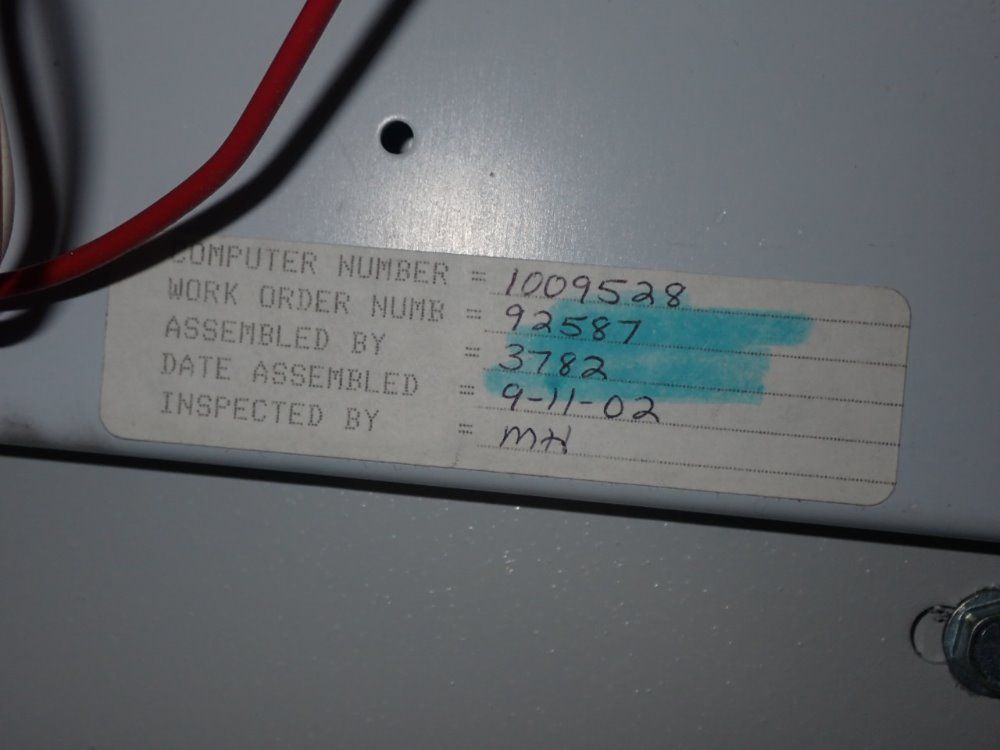 COMPUTER NUMBER = 1009528
WORK ORDER NUMB = 92587
ASSEMBLED BY = 3782
DATE ASSEMBLED = 9-11-02
INSPECTED BY = MH